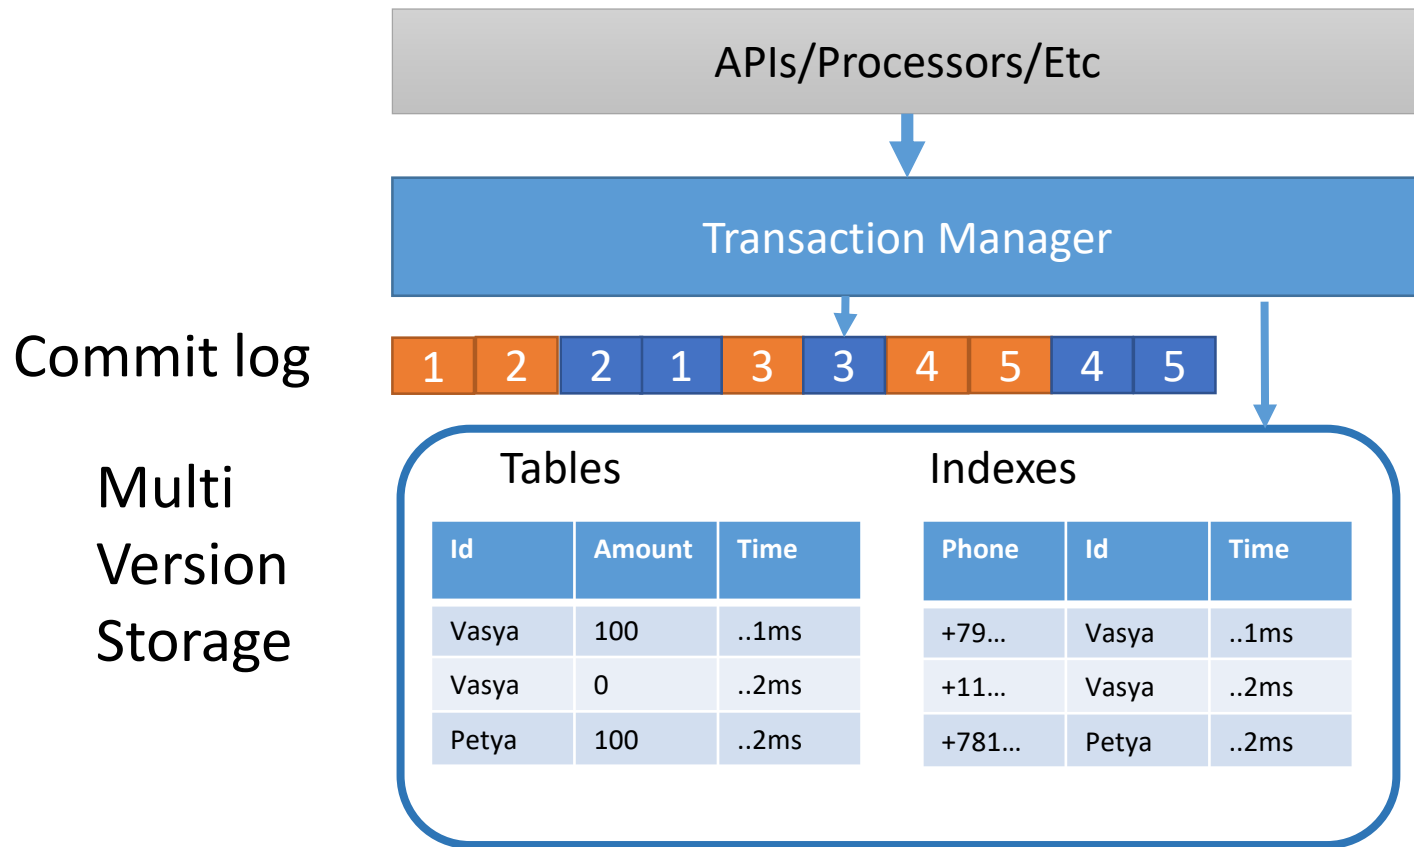 APIs/Processors/Etc
Transaction Manager
Commit log
1 2 2 1 3 3 4 5 4 5
Multi
Version
Storage
Tables
Id Amount Time
Vasya 100 ..1ms
Vasya 0 ..2ms
Petya 100 ..2ms
Indexes
Phone Id Time
+79… Vasya ..1ms
+11… Vasya ..2ms
+781… Petya ..2ms